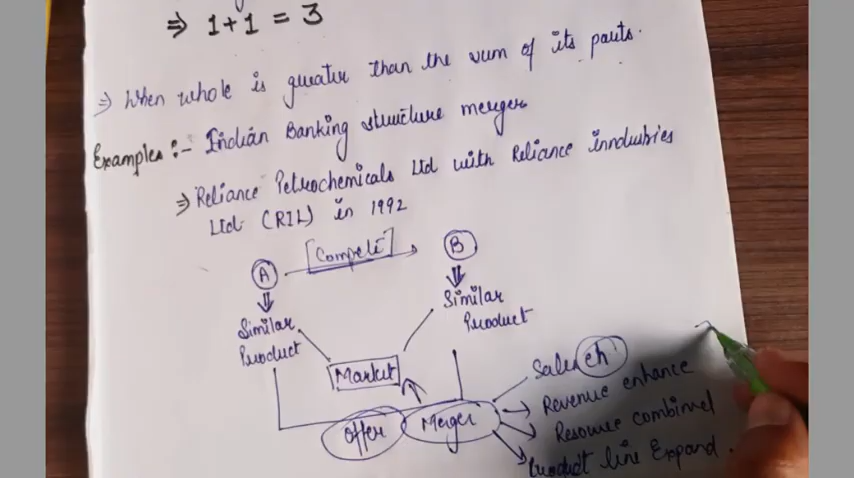 ⇒ 1+1 = 3
⇒ When whole is greater than the sum of its parts.
Examples :- Indian Banking structure merger
⇒ Reliance Petrochemicals Ltd with Reliance inndustries
Ltd. (RIL) in 1992
A [Compete] B
Similar
Product
Similar
Product
Market
Offer Merger
Sales eh
Revenue enhance
Resource combined
Product line Expand.